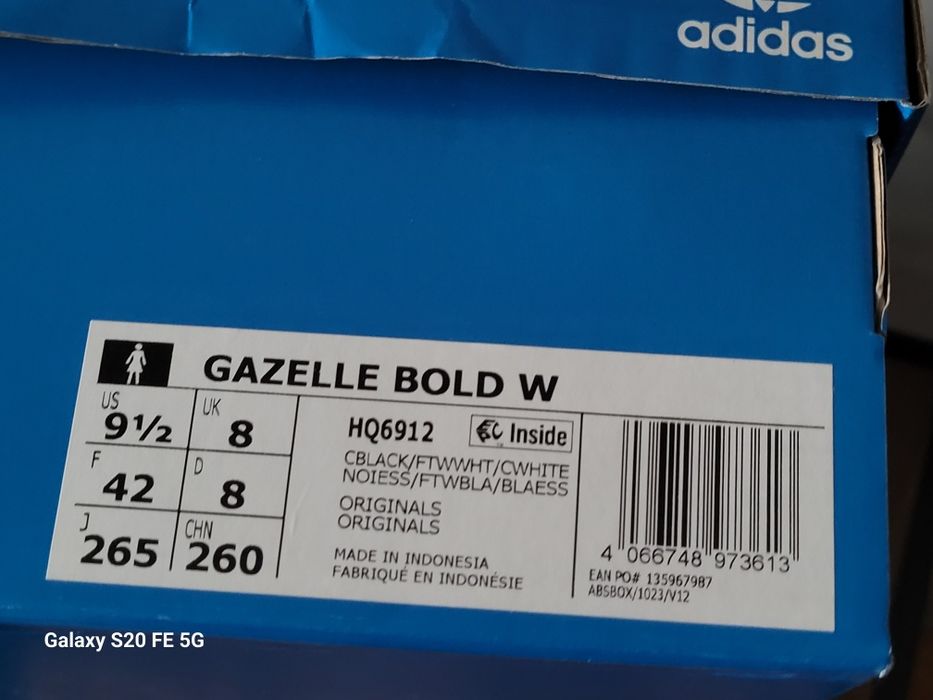 adidas
GAZELLE BOLD W
US
9½
UK
8
F
42
D
8
J
265
CHN
260
HQ6912
Inside
CBLACK/FTWWHT/CWHITE
NOIESS/FTWBLA/BLAESS
ORIGINALS
ORIGINALS
MADE IN INDONESIA
FABRIQUÉ EN INDONÉSIE
4 066748 973613
EAN PO# 135967987
ABSBOX/1023/V12
Galaxy S20 FE 5G